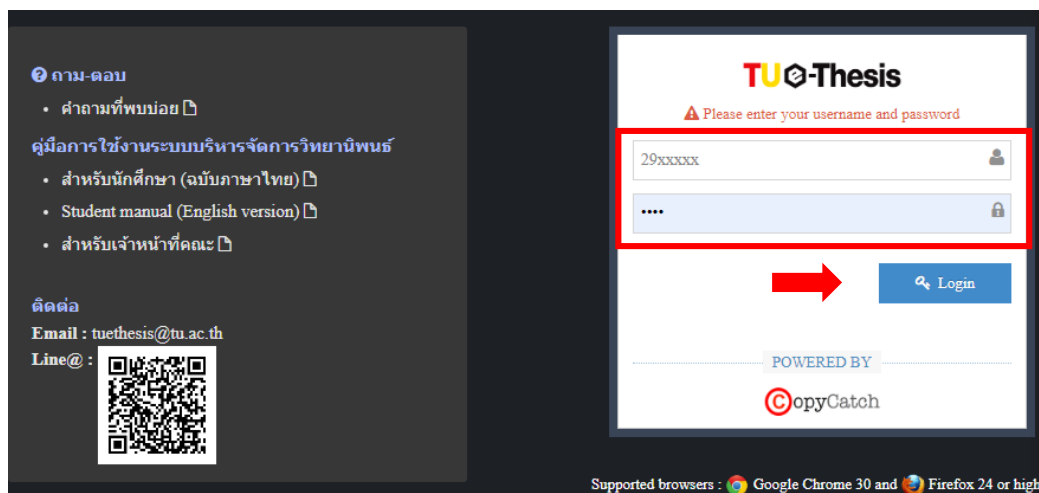 ถาม-ตอบ
คำถามที่พบบ่อย
คู่มือการใช้งานระบบบริหารจัดการวิทยานิพนธ์
สำหรับนักศึกษา (ฉบับภาษาไทย)
Student manual (English version)
สำหรับเจ้าหน้าที่คณะ
ติดต่อ
Email : tuethesis@tu.ac.th
Line@ :
TU e-Thesis
Please enter your username and password
29xxxxx
••••
Login
POWERED BY
CopyCatch
Supported browsers : Google Chrome 30 and Firefox 24 or high